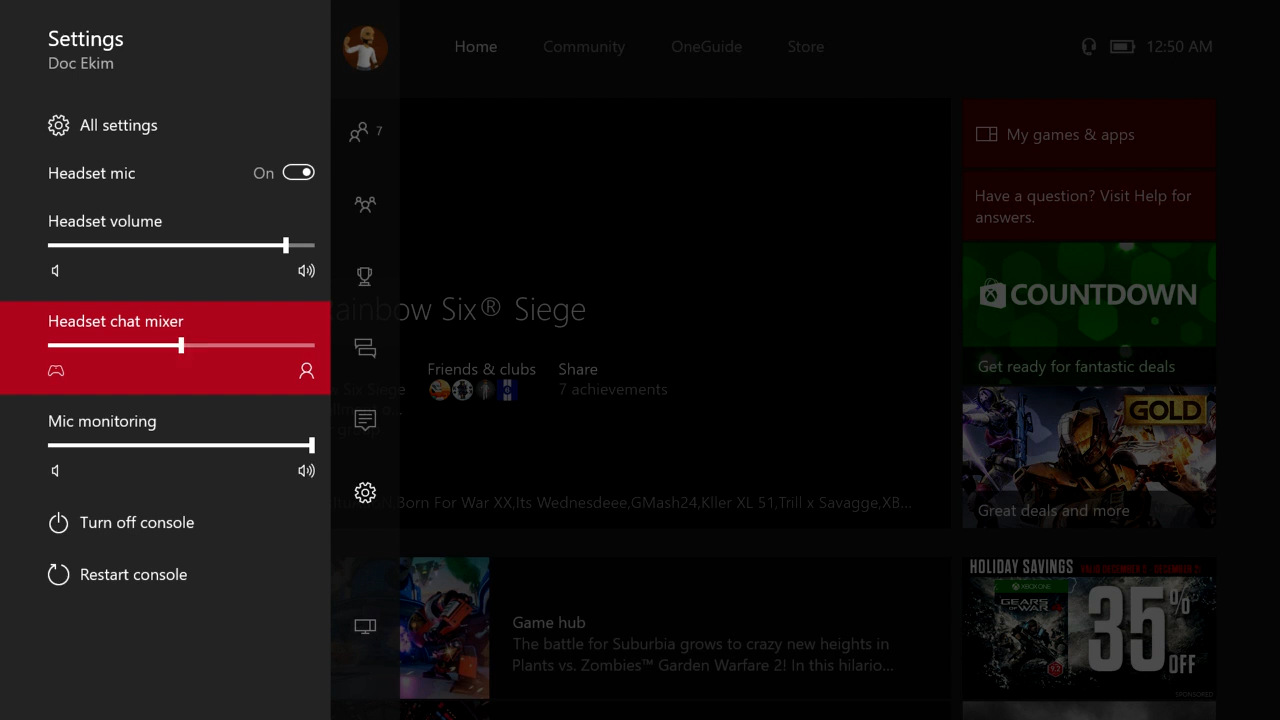 Settings
Doc Ekim
All settings
Headset mic
On
Headset volume
Headset chat mixer
Mic monitoring
Turn off console
Restart console
7
Home
Community
OneGuide
Store
12:50 AM
ainbow Six® Siege
Six Siege
Friends & clubs
Share
7 achievements
Born For War XX,Its Wednesdeee,GMash24,Kller XL 51,Trill x Savagge,XB...
Game hub
The battle for Suburbia grows to crazy new heights in
Plants vs. Zombies™ Garden Warfare 2! In this hilario...
My games & apps
Have a question? Visit Help for
answers.
COUNTDOWN
Get ready for fantastic deals
GOLD
Great deals and more
HOLIDAY SAVINGS
XBOX ONE
GEARS
OF WAR
35% OFF
SPONSORED